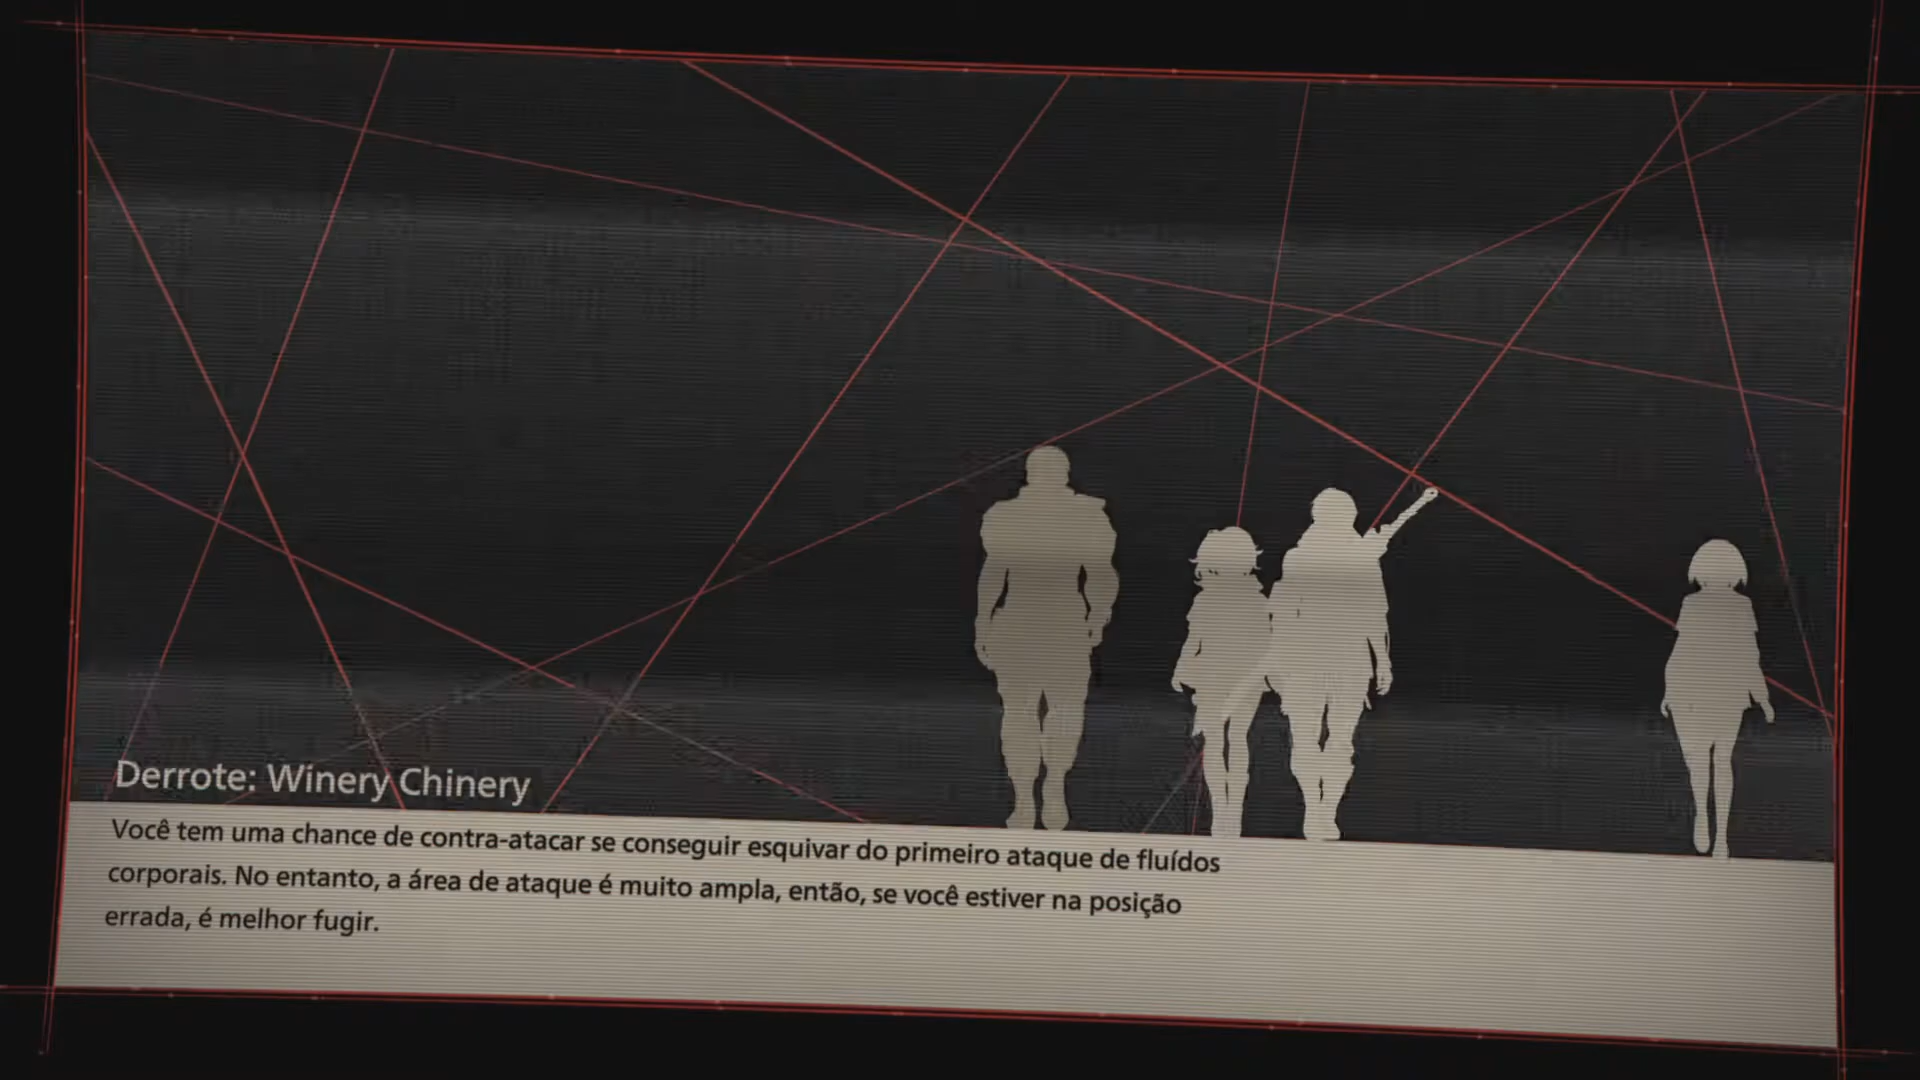 Derrote: Winery Chinery
Você tem uma chance de contra-atacar se conseguir esquivar do primeiro ataque de fluídos
corporais. No entanto, a área de ataque é muito ampla, então, se você estiver na posição
errada, é melhor fugir.